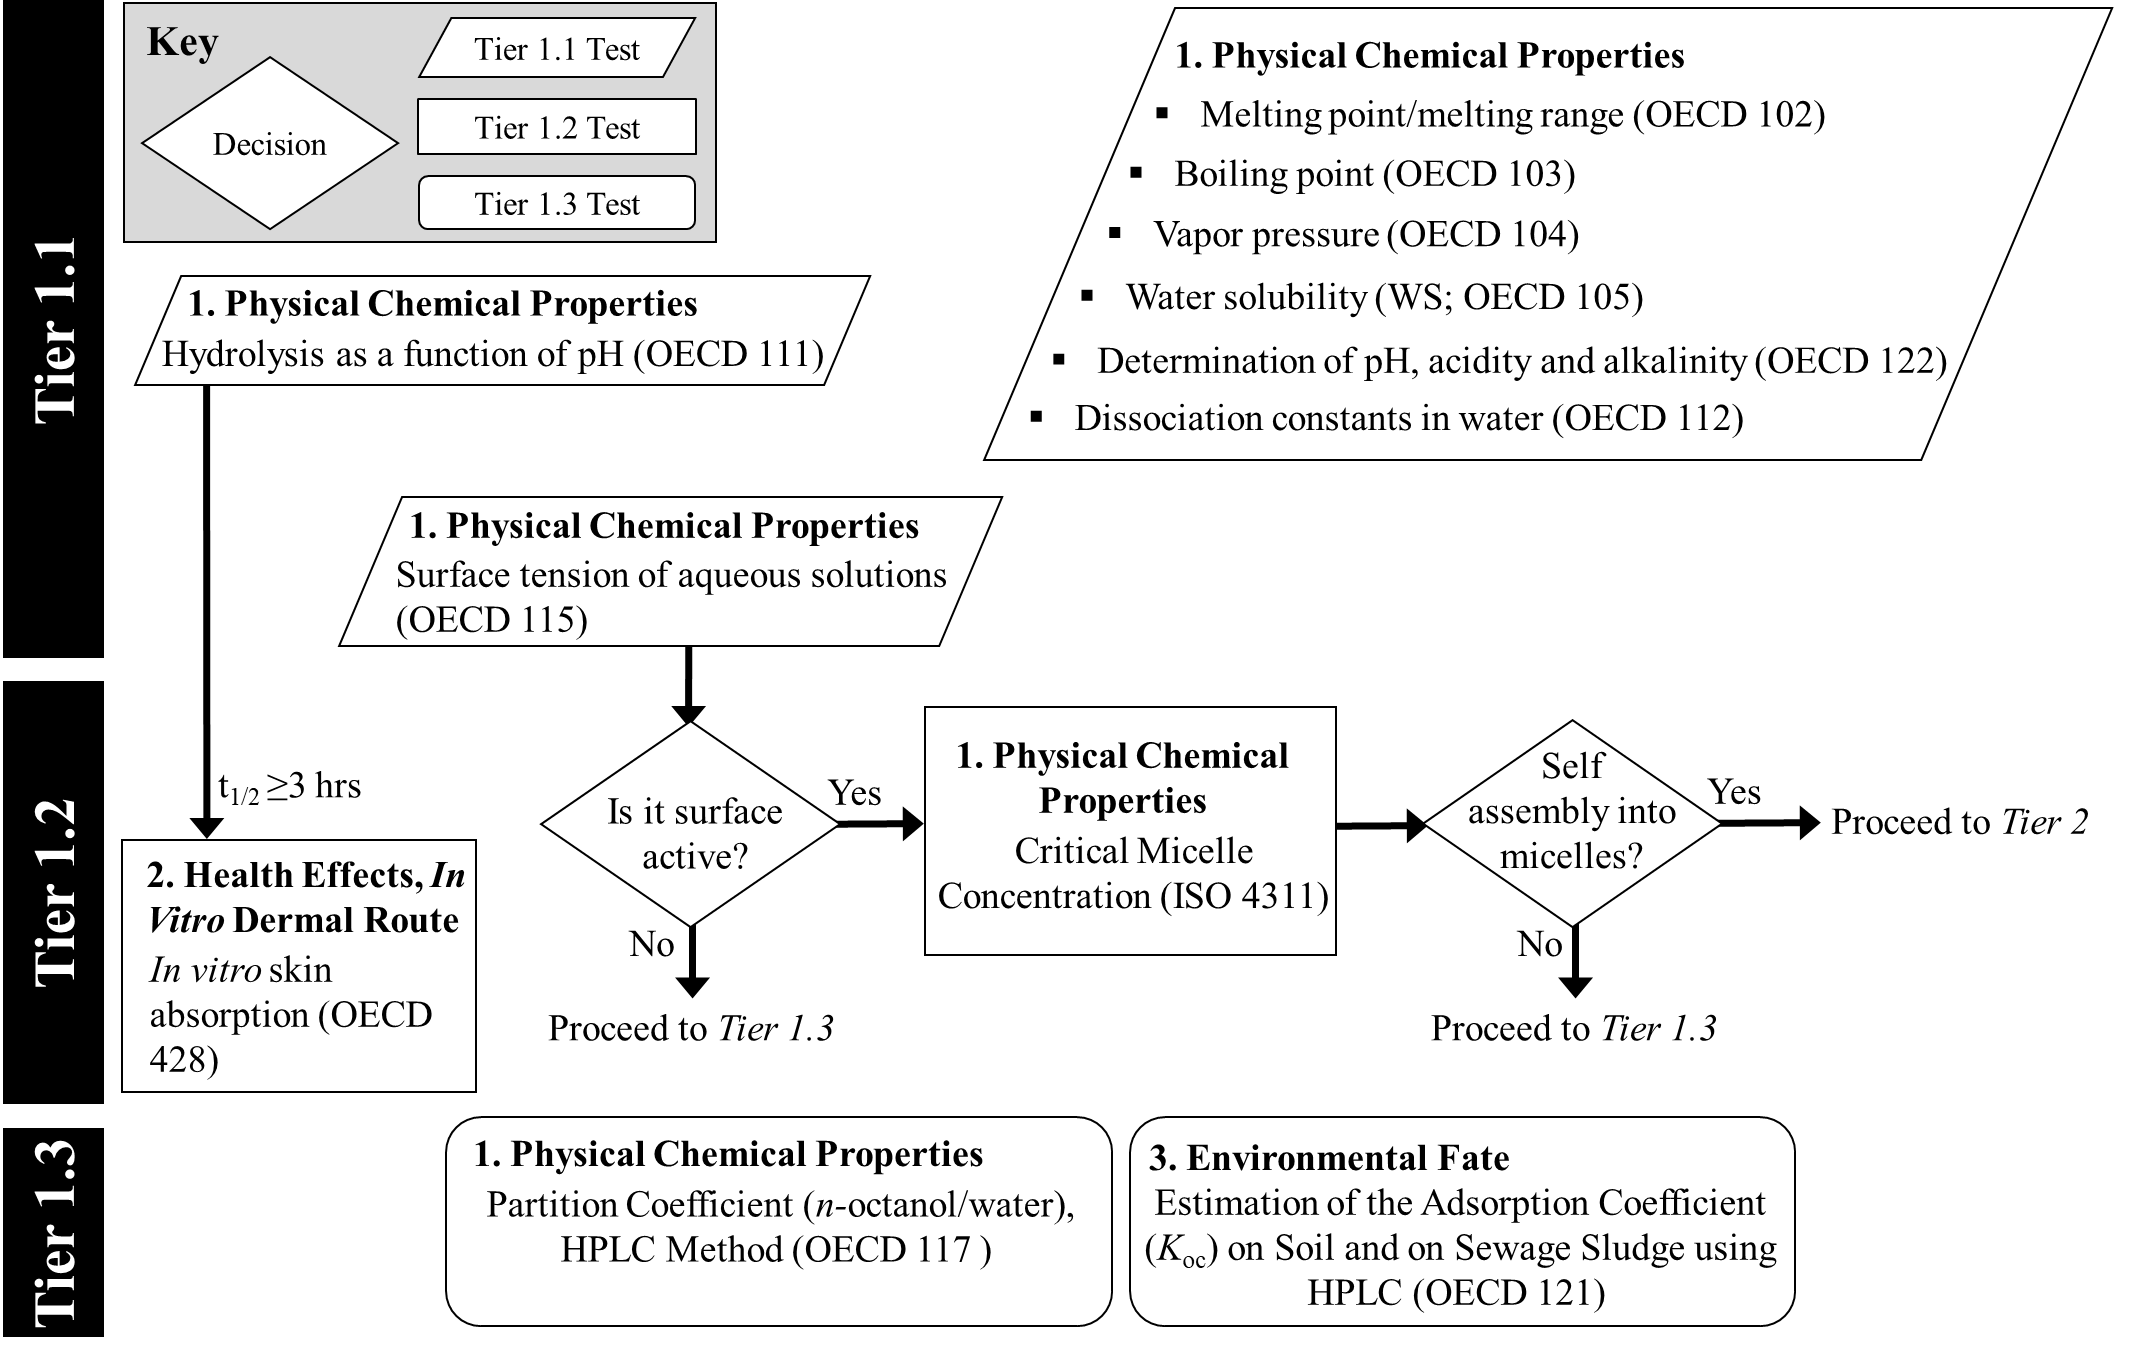 Key
Decision
Tier 1.1 Test
Tier 1.2 Test
Tier 1.3 Test
Tier 1.1
1. Physical Chemical Properties
▪ Melting point/melting range (OECD 102)
▪ Boiling point (OECD 103)
▪ Vapor pressure (OECD 104)
▪ Water solubility (WS; OECD 105)
▪ Determination of pH, acidity and alkalinity (OECD 122)
▪ Dissociation constants in water (OECD 112)
1. Physical Chemical Properties
Hydrolysis as a function of pH (OECD 111)
1. Physical Chemical Properties
Surface tension of aqueous solutions
(OECD 115)
Tier 1.2
t1/2 ≥3 hrs
2. Health Effects, In
Vitro Dermal Route
In vitro skin
absorption (OECD
428)
Is it surface
active?
Yes
No
Proceed to Tier 1.3
1. Physical Chemical
Properties
Critical Micelle
Concentration (ISO 4311)
Self
assembly into
micelles?
Yes
Proceed to Tier 2
No
Proceed to Tier 1.3
Tier 1.3
1. Physical Chemical Properties
Partition Coefficient (n-octanol/water),
HPLC Method (OECD 117 )
3. Environmental Fate
Estimation of the Adsorption Coefficient
(Koc) on Soil and on Sewage Sludge using
HPLC (OECD 121)